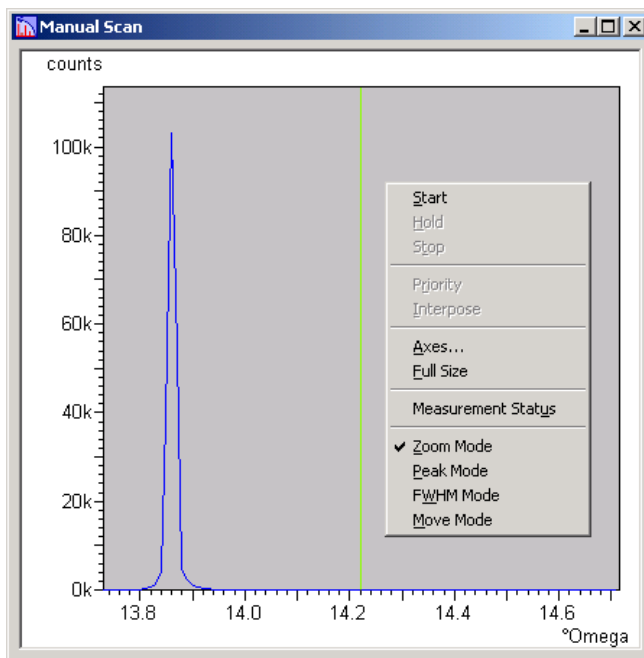 Manual Scan
counts
100k
80k
60k
40k
20k
0k
13.8 14.0 14.2 14.4 14.6
°Omega
Start
Hold
Stop
Priority
Interpose
Axes...
Full Size
Measurement Status
Zoom Mode
Peak Mode
FWHM Mode
Move Mode